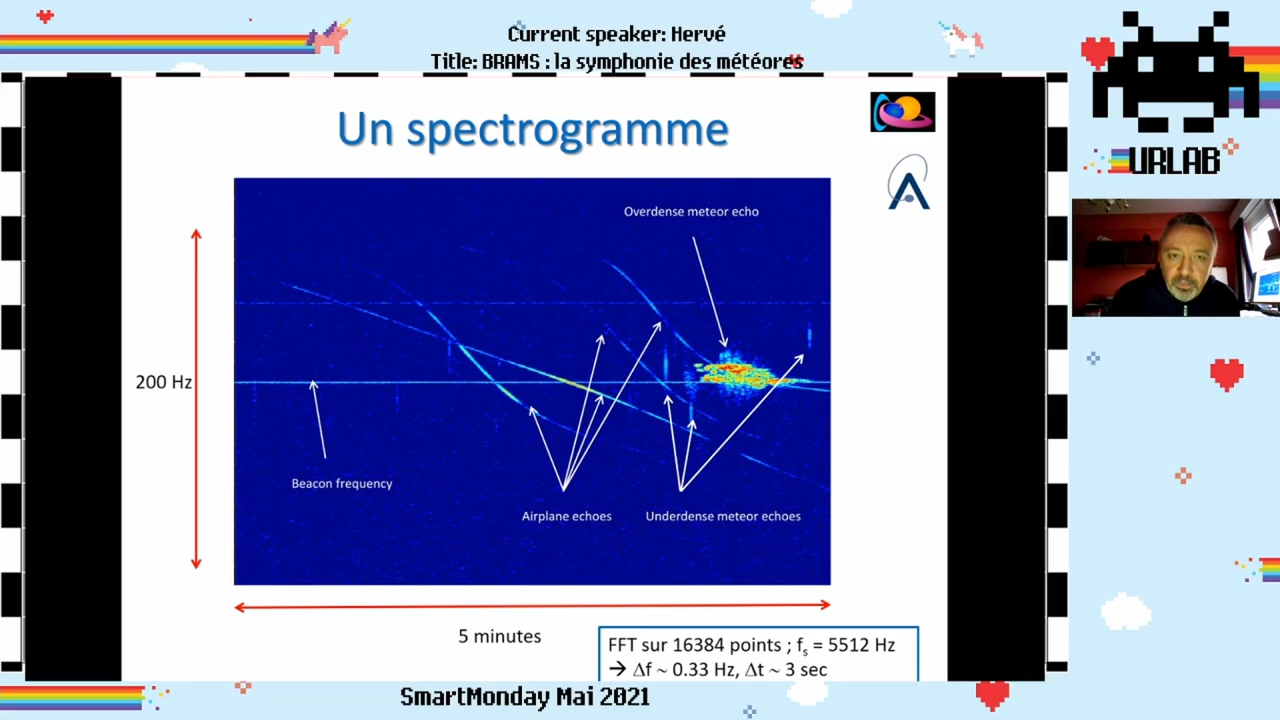 Current speaker: Hervé
Title: BRAMS : la symphonie des météores
URLAB
Un spectrogramme
Overdense meteor echo
200 Hz
Beacon frequency
Airplane echoes
Underdense meteor echoes
5 minutes
FFT sur 16384 points ; fs = 5512 Hz
→ Δf ~ 0.33 Hz, Δt ~ 3 sec
SmartMonday Mai 2021